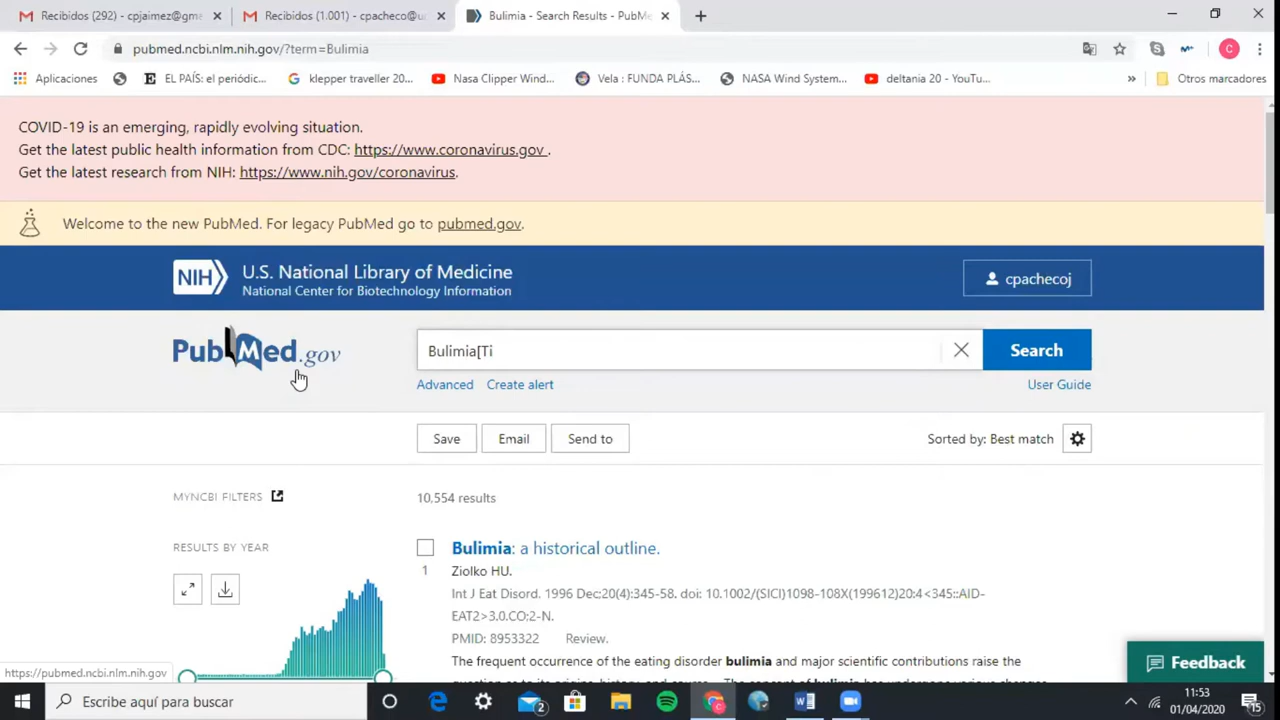 Recibidos (292) - cpjaimez@gm
Recibidos (1.001) - cpacheco@u
Bulimia - Search Results - PubMe
pubmed.ncbi.nlm.nih.gov/?term=Bulimia
Aplicaciones
EL PAÍS: el periódic...
klepper traveller 20...
Nasa Clipper Wind...
Vela : FUNDA PLÁS...
NASA Wind System...
deltania 20 - YouTu...
»
Otros marcadores
COVID-19 is an emerging, rapidly evolving situation.
Get the latest public health information from CDC: https://www.coronavirus.gov .
Get the latest research from NIH: https://www.nih.gov/coronavirus.
Welcome to the new PubMed. For legacy PubMed go to pubmed.gov.
NIH
U.S. National Library of Medicine
National Center for Biotechnology Information
cpachecoj
PubMed.gov
Bulimia[Ti
Search
Advanced
Create alert
User Guide
Save
Email
Send to
Sorted by: Best match
MYNCBI FILTERS
10,554 results
RESULTS BY YEAR
Bulimia: a historical outline.
1
Ziolko HU.
Int J Eat Disord. 1996 Dec;20(4):345-58. doi: 10.1002/(SICI)1098-108X(199612)20:4<345::AID-
EAT2>3.0.CO;2-N.
PMID: 8953322
Review.
The frequent occurrence of the eating disorder bulimia and major scientific contributions raise the
Feedback
https://pubmed.ncbi.nlm.nih.gov
Escribe aquí para buscar
2
11:53
01/04/2020
15